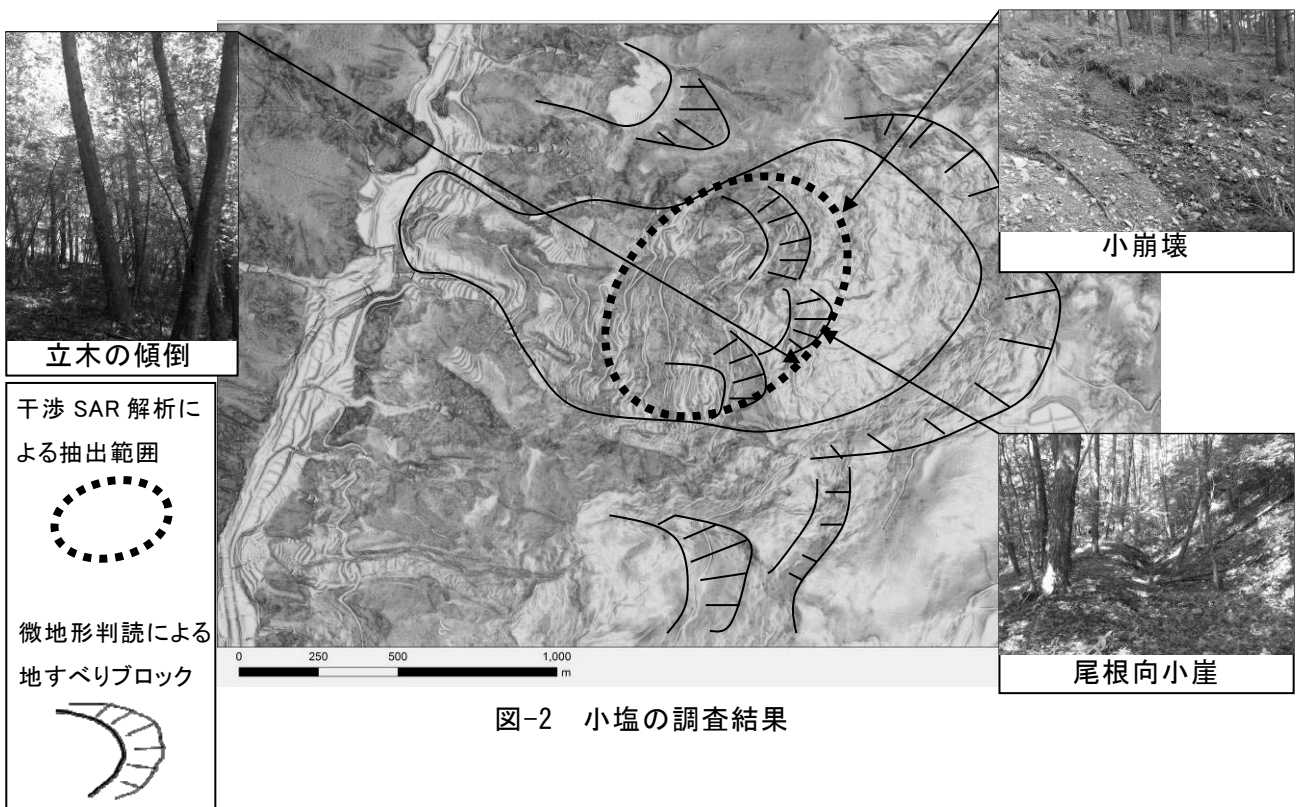 立木の傾倒
小崩壊
干渉 SAR 解析に
よる抽出範囲
微地形判読による
地すべりブロック
0 250 500 1,000
m
尾根向小崖
図-2 小塩の調査結果